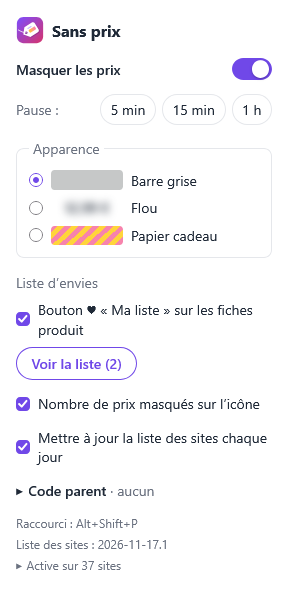 Sans prix
Masquer les prix
Pause :
5 min
15 min
1 h
Apparence
Barre grise
Flou
Papier cadeau
Liste d’envies
Bouton ♥ « Ma liste » sur les fiches
produit
Voir la liste (2)
Nombre de prix masqués sur l’icône
Mettre à jour la liste des sites chaque
jour
▸ Code parent · aucun
Raccourci : Alt+Shift+P
Liste des sites : 2026-11-17.1
▸ Active sur 37 sites